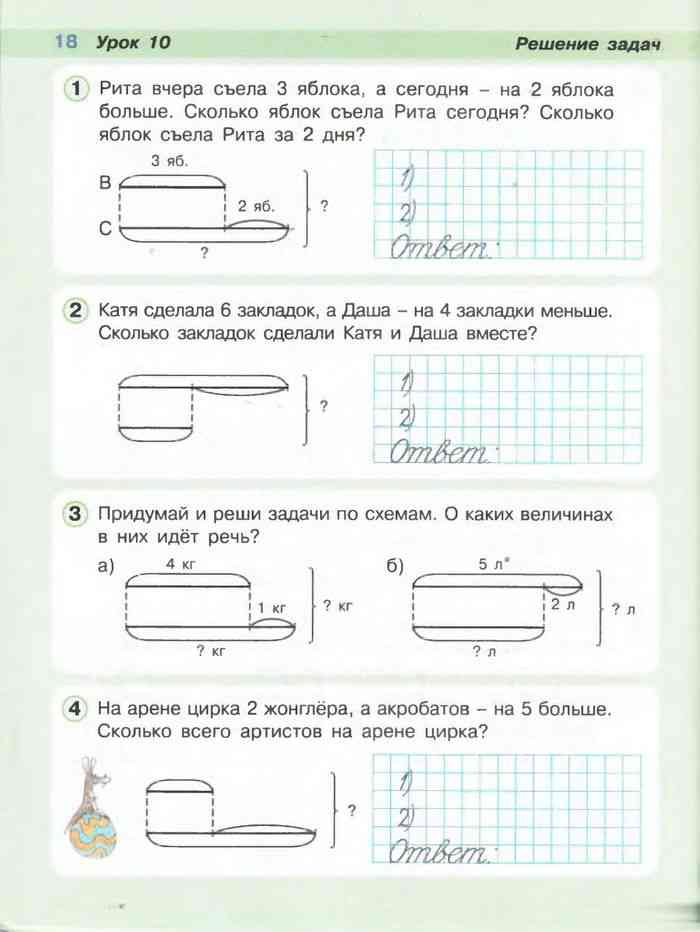 18 Урок 10 Решение задач
1 Рита вчера съела 3 яблока, а сегодня – на 2 яблока
больше. Сколько яблок съела Рита сегодня? Сколько
яблок съела Рита за 2 дня?
3 яб.
В
2 яб.
?
С
?
1)
2)
Ответ:
2 Катя сделала 6 закладок, а Даша – на 4 закладки меньше.
Сколько закладок сделали Катя и Даша вместе?
?
1)
2)
Ответ:
3 Придумай и реши задачи по схемам. О каких величинах
в них идёт речь?
а) 4 кг
1 кг
? кг
? кг
б) 5 л
2 л
? л
? л
4 На арене цирка 2 жонглёра, а акробатов – на 5 больше.
Сколько всего артистов на арене цирка?
?
1)
2)
Ответ: